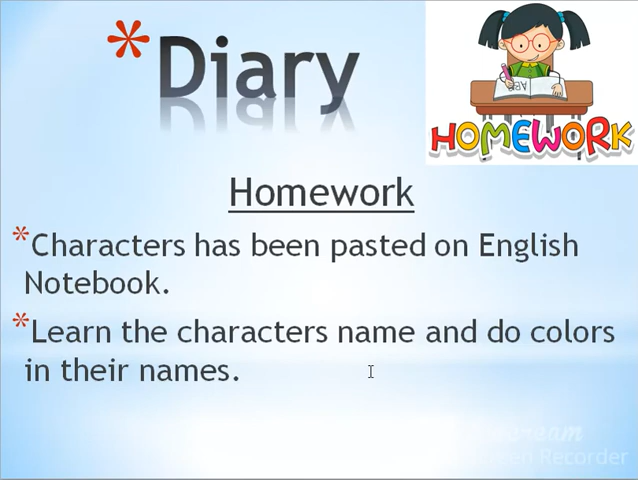 * Diary
HOMEWORK
Homework
* Characters has been pasted on English
Notebook.
* Learn the characters name and do colors
in their names.
Recorder